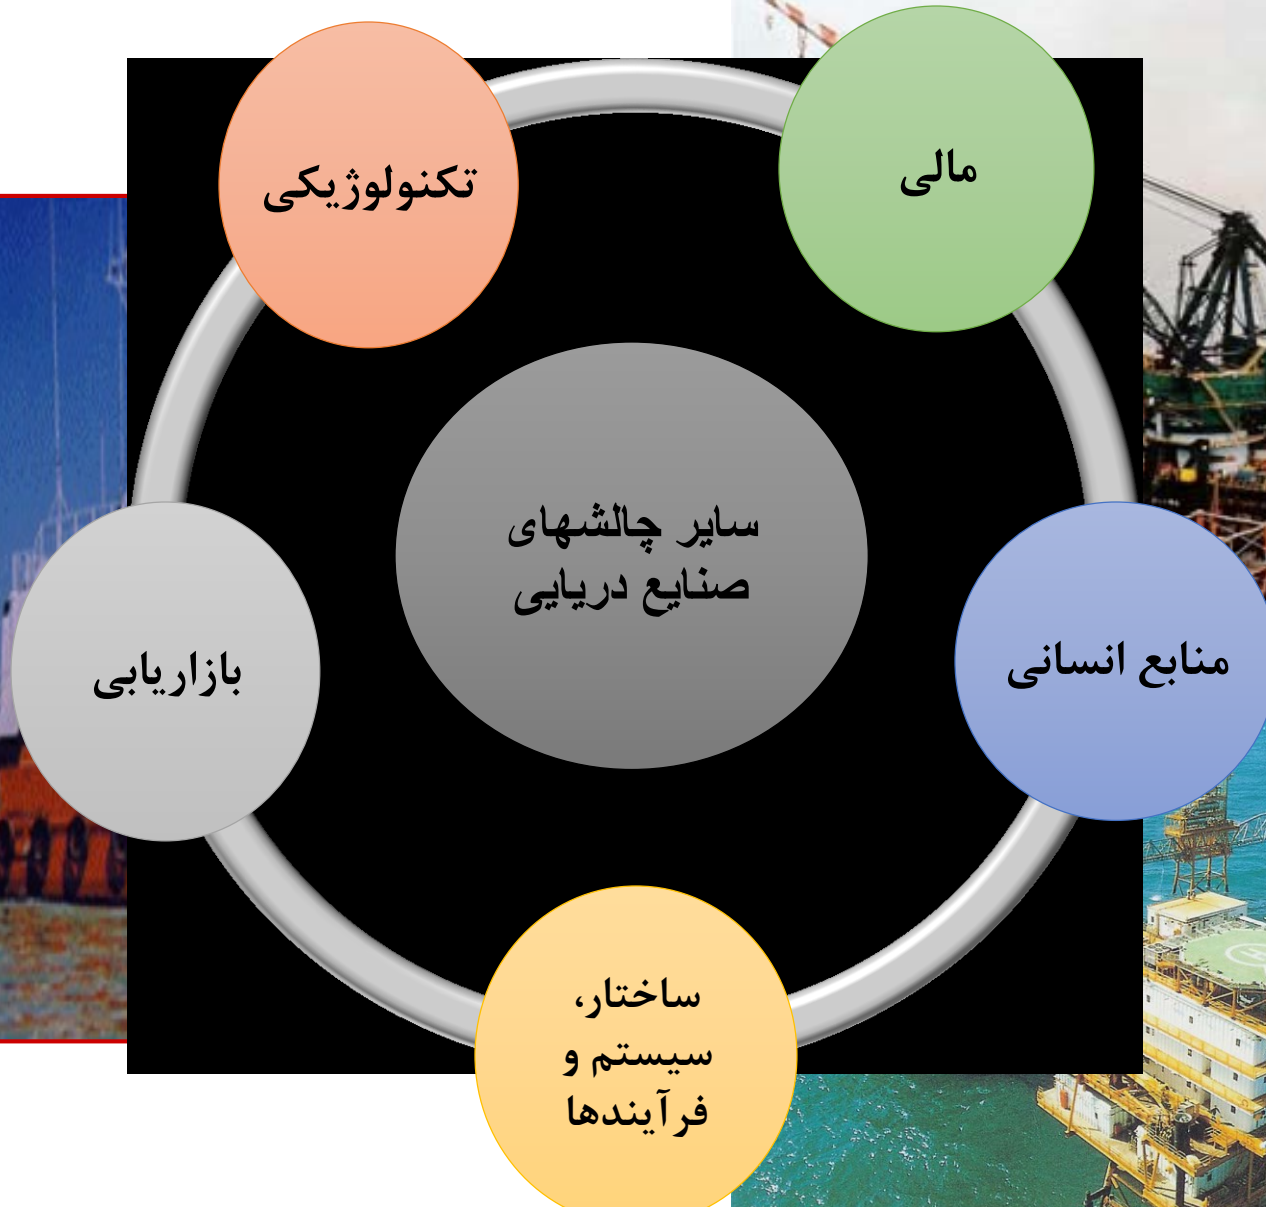 مالی
تکنولوژیکی
سایر چالشهای
صنایع دریایی
منابع انسانی
بازاریابی
ساختار،
سیستم و
فرآیندها